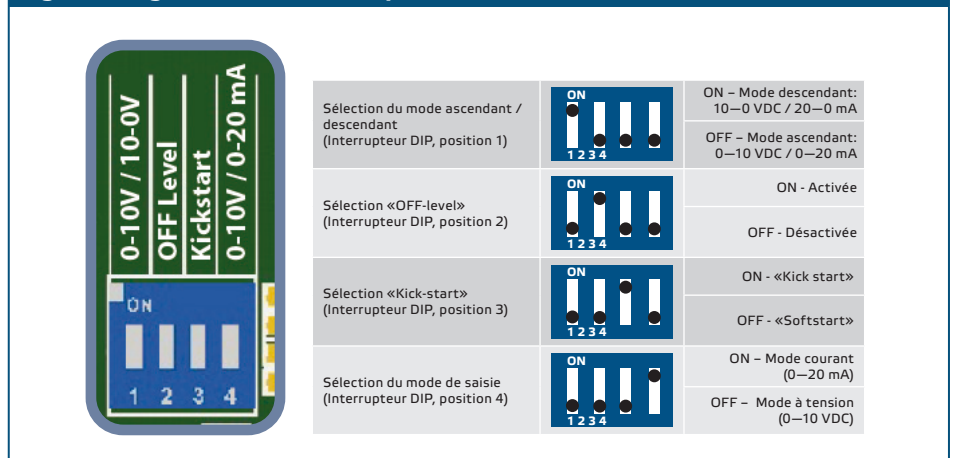 0-10V / 10-0V
OFF Level
Kickstart
0-10V / 0-20 mA
ON
1 2 3 4
Sélection du mode ascendant /
descendant
(Interrupteur DIP, position 1)
ON
1 2 3 4
ON – Mode descendant:
10—0 VDC / 20—0 mA
OFF – Mode ascendant:
0—10 VDC / 0—20 mA
Sélection «OFF-level»
(Interrupteur DIP, position 2)
ON
1 2 3 4
ON - Activée
OFF - Désactivée
Sélection «Kick-start»
(Interrupteur DIP, position 3)
ON
1 2 3 4
ON - «Kick start»
OFF - «Softstart»
Sélection du mode de saisie
(Interrupteur DIP, position 4)
ON
1 2 3 4
ON – Mode courant
(0—20 mA)
OFF – Mode à tension
(0—10 VDC)